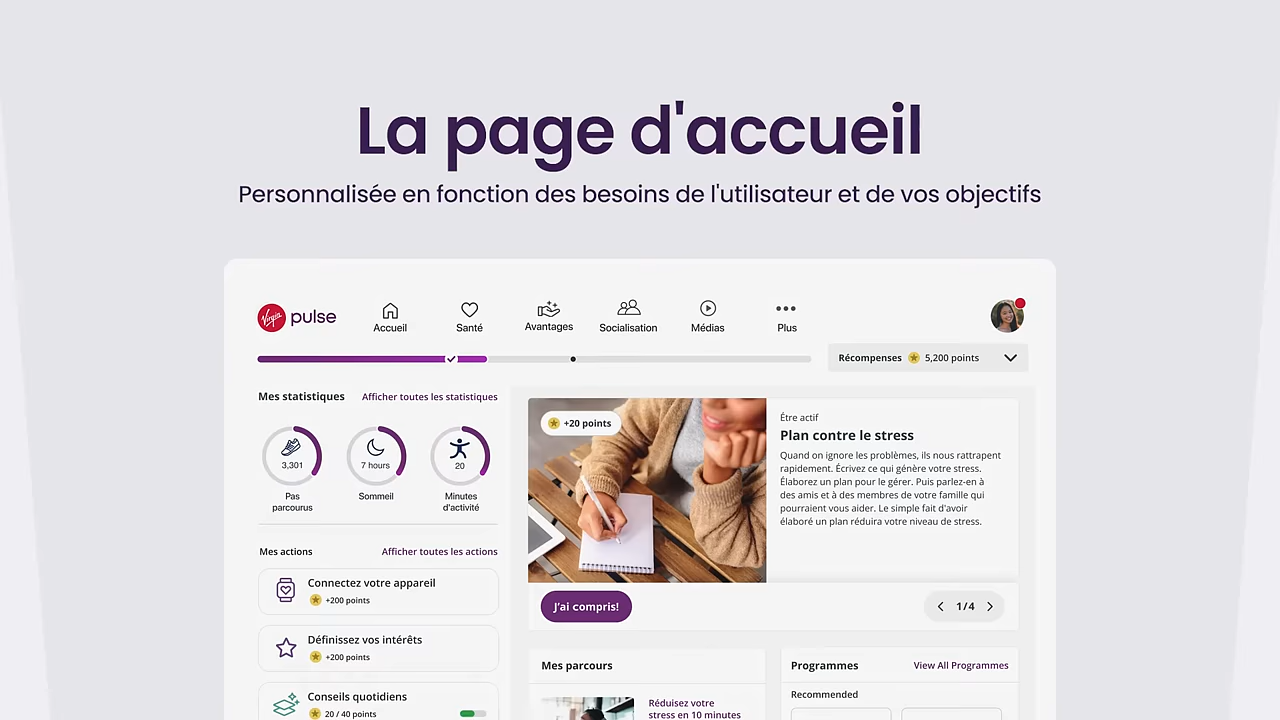 La page d'accueil
Personnalisée en fonction des besoins de l'utilisateur et de vos objectifs
Virgin pulse
Accueil
Santé
Avantages
Socialisation
Médias
Plus
Récompenses 5,200 points
Mes statistiques
Afficher toutes les statistiques
3,301
7 hours
20
Pas
parcourus
Sommeil
Minutes
d'activité
Mes actions
Afficher toutes les actions
Connectez votre appareil
+200 points
Définissez vos intérêts
+200 points
Conseils quotidiens
20 / 40 points
+20 points
Être actif
Plan contre le stress
Quand on ignore les problèmes, ils nous rattrapent
rapidement. Écrivez ce qui génère votre stress.
Élaborez un plan pour le gérer. Puis parlez-en à
des amis et à des membres de votre famille qui
pourraient vous aider. Le simple fait d'avoir
élaboré un plan réduira votre niveau de stress.
J'ai compris!
1/4
Mes parcours
Réduisez votre
stress en 10 minutes
Programmes
View All Programmes
Recommended